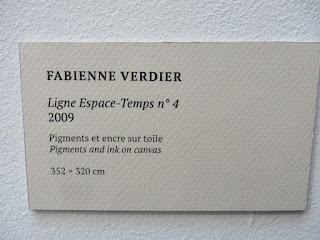 FABIENNE VERDIER
Ligne Espace-Temps n° 4
2009
Pigments et encre sur toile
Pigments and ink on canvas
352 × 320 cm